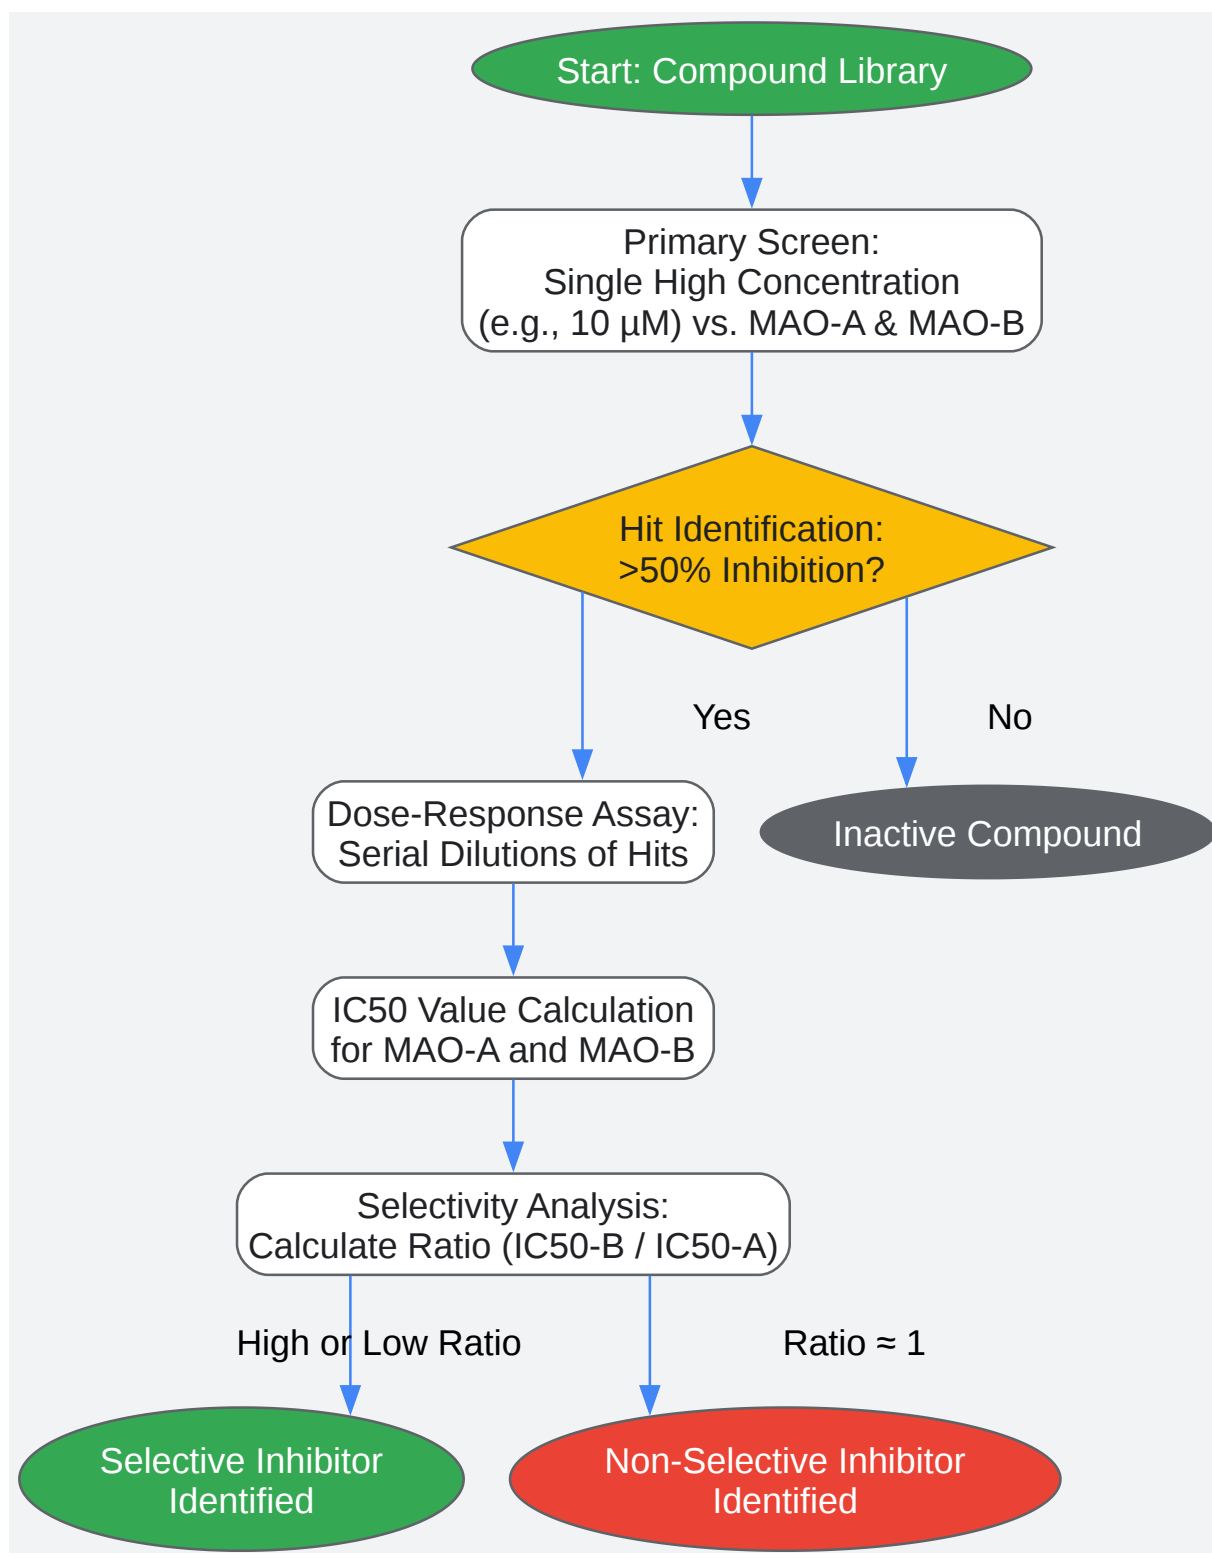 Start: Compound Library
Primary Screen:
Single High Concentration
(e.g., 10 µM) vs. MAO-A & MAO-B
Hit Identification:
>50% Inhibition?
Yes
No
Dose-Response Assay:
Serial Dilutions of Hits
Inactive Compound
IC50 Value Calculation
for MAO-A and MAO-B
Selectivity Analysis:
Calculate Ratio (IC50-B / IC50-A)
High or Low Ratio
Ratio ≈ 1
Selective Inhibitor
Identified
Non-Selective Inhibitor
Identified